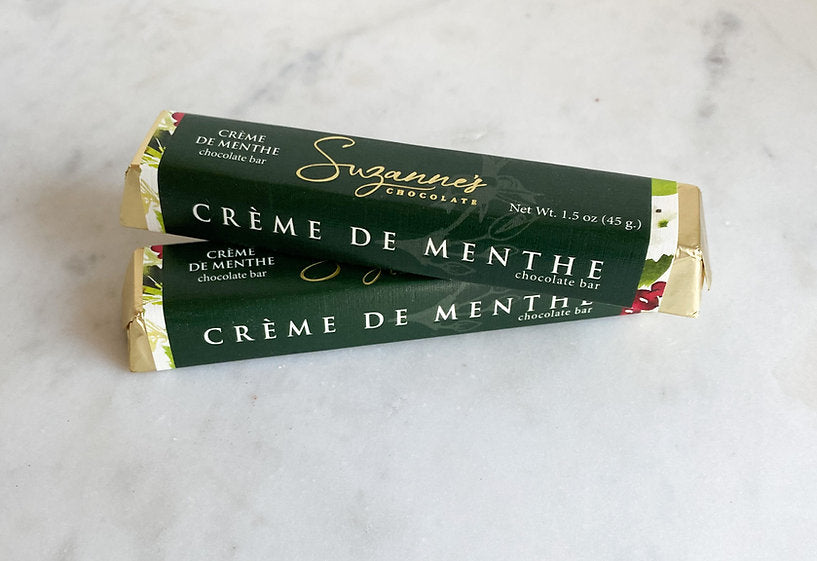 CRÈME
DE MENTHE
chocolate bar
Suzanne's
CHOCOLATE
Net Wt. 1.5 oz (45 g.)
CRÈME DE MENTHE
chocolate bar
CRÈME
DE MENTHE
chocolate bar
CRÈME DE MENTHE
chocolate bar